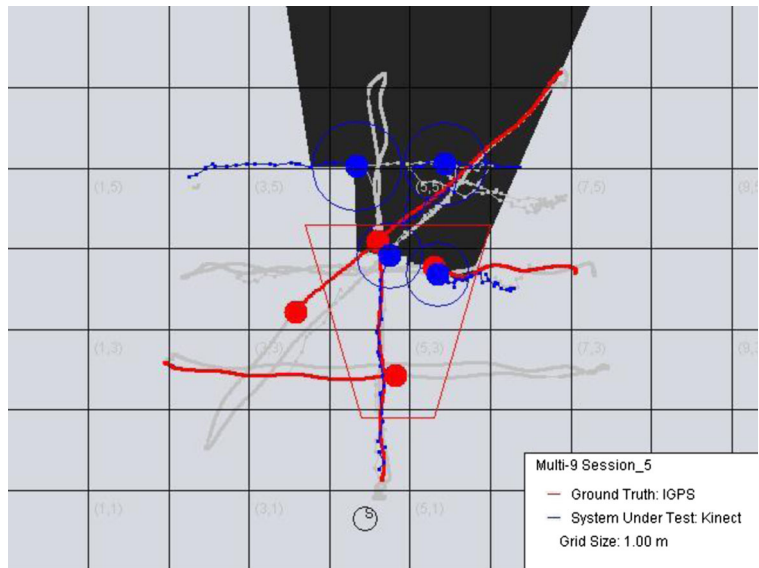 (1,5) (3,5) (5,5) (7,5) (9,5
(1,3) (3,3) (5,3) (7,3) (9,3
(1,1) (3,1) (5,1)
S
Multi-9 Session_5
Ground Truth: IGPS
System Under Test: Kinect
Grid Size: 1.00 m